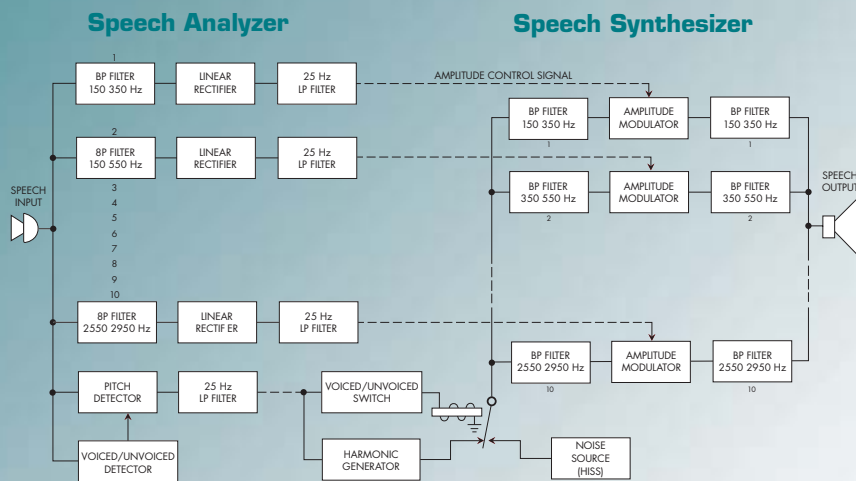 Speech Analyzer
Speech Synthesizer
1
BP FILTER
150 350 Hz
LINEAR
RECTIFIER
25 Hz
LP FILTER
AMPLITUDE CONTROL SIGNAL
BP FILTER
150 350 Hz
1
AMPLITUDE
MODULATOR
BP FILTER
150 350 Hz
1
2
8P FILTER
150 550 Hz
LINEAR
RECTIFIER
25 Hz
LP FILTER
BP FILTER
350 550 Hz
2
AMPLITUDE
MODULATOR
BP FILTER
350 550 Hz
2
SPEECH
INPUT
SPEECH
OUTPUT
3
4
5
6
7
8
9
10
8P FILTER
2550 2950 Hz
LINEAR
RECTIF ER
25 Hz
LP FILTER
BP FILTER
2550 2950 Hz
10
AMPLITUDE
MODULATOR
BP FILTER
2550 2950 Hz
10
PITCH
DETECTOR
25 Hz
LP FILTER
VOICED/UNVOICED
SWITCH
VOICED/UNVOICED
DETECTOR
HARMONIC
GENERATOR
NOISE
SOURCE
(HISS)